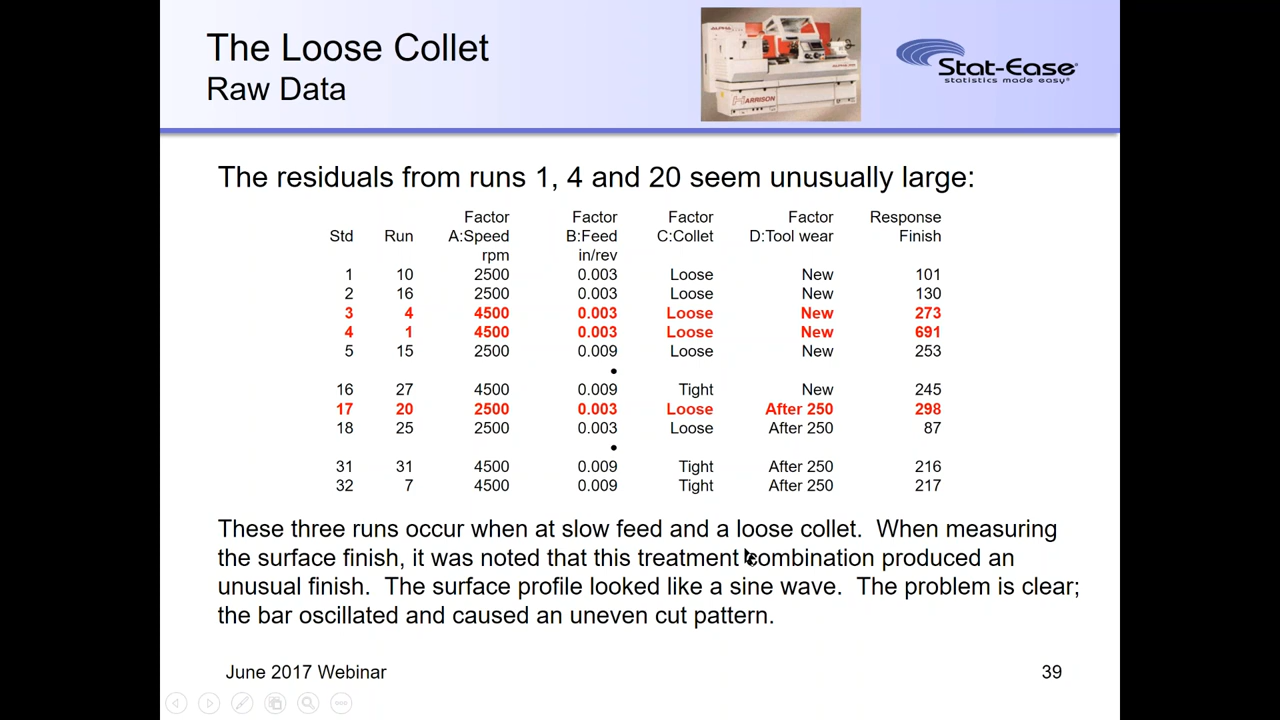 The Loose Collet
Raw Data
HARRISON
Stat-Ease
statistics made easy®
The residuals from runs 1, 4 and 20 seem unusually large:
Factor Factor Factor Factor Response
Std Run A:Speed B:Feed C:Collet D:Tool wear Finish
rpm in/rev
1 10 2500 0.003 Loose New 101
2 16 2500 0.003 Loose New 130
3 4 4500 0.003 Loose New 273
4 1 4500 0.003 Loose New 691
5 15 2500 0.009 Loose New 253
•
16 27 4500 0.009 Tight New 245
17 20 2500 0.003 Loose After 250 298
18 25 2500 0.003 Loose After 250 87
•
31 31 4500 0.009 Tight After 250 216
32 7 4500 0.009 Tight After 250 217
These three runs occur when at slow feed and a loose collet. When measuring
the surface finish, it was noted that this treatment combination produced an
unusual finish. The surface profile looked like a sine wave. The problem is clear;
the bar oscillated and caused an uneven cut pattern.
June 2017 Webinar 39